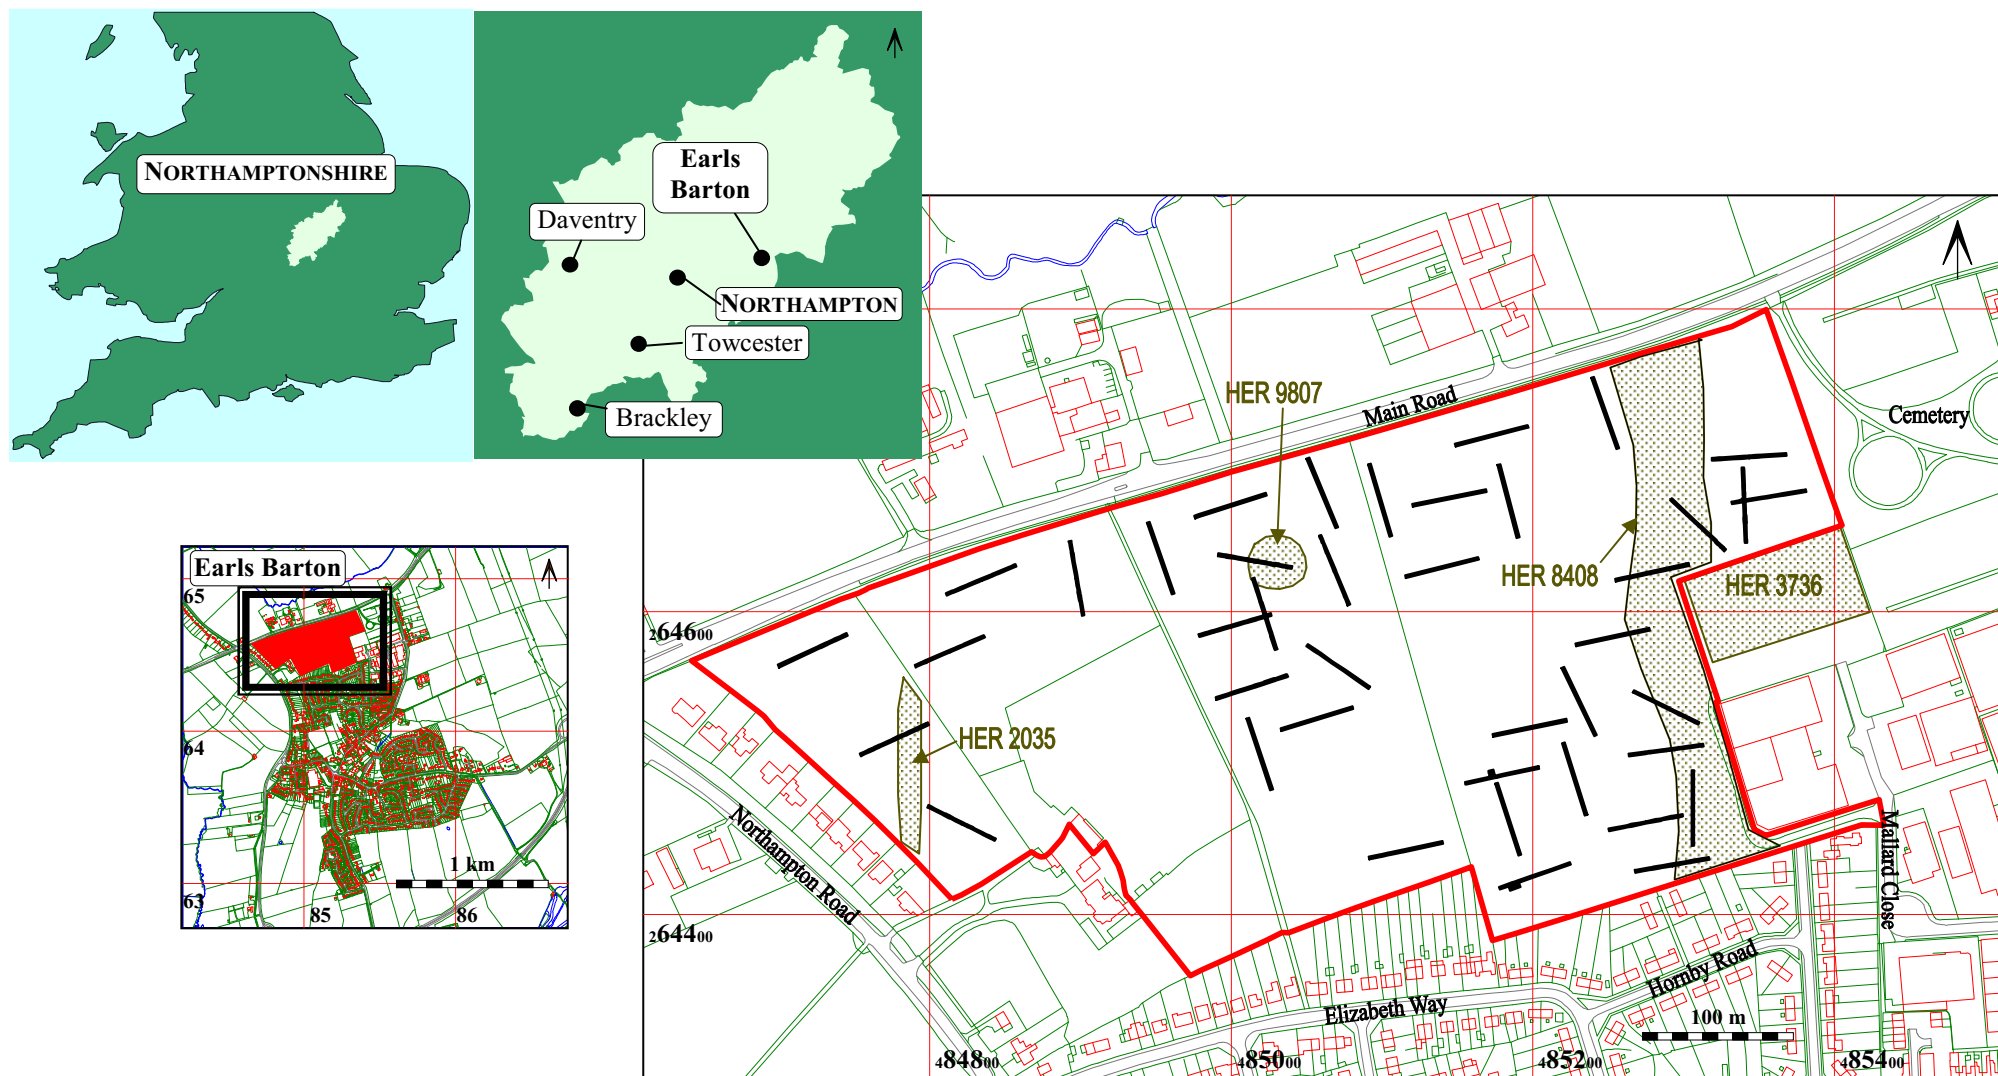 NORTHAMPTONSHIRE
Earls
Barton
Daventry
NORTHAMPTON
Towcester
Brackley
Earls Barton
65
64
63
85
86
1 km
HER 9807
Main Road
Cemetery
HER 8408
HER 3736
264600
HER 2035
Northampton Road
Mallard Close
264400
Hornby Road
Elizabeth Way
100 m
484800
485000
485200
485400